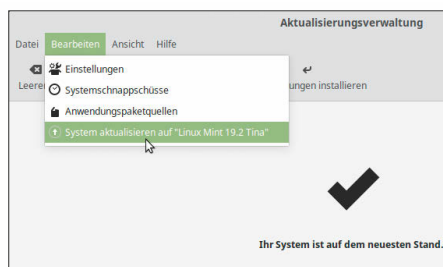 Aktualisierungsverwaltung
Datei Bearbeiten Ansicht Hilfe
Einstellungen
Leeren
ungen installieren
Systemschnappschüsse
Anwendungspaketquellen
System aktualisieren auf "Linux Mint 19.2 Tina"
Ihr System ist auf dem neuesten Stand.